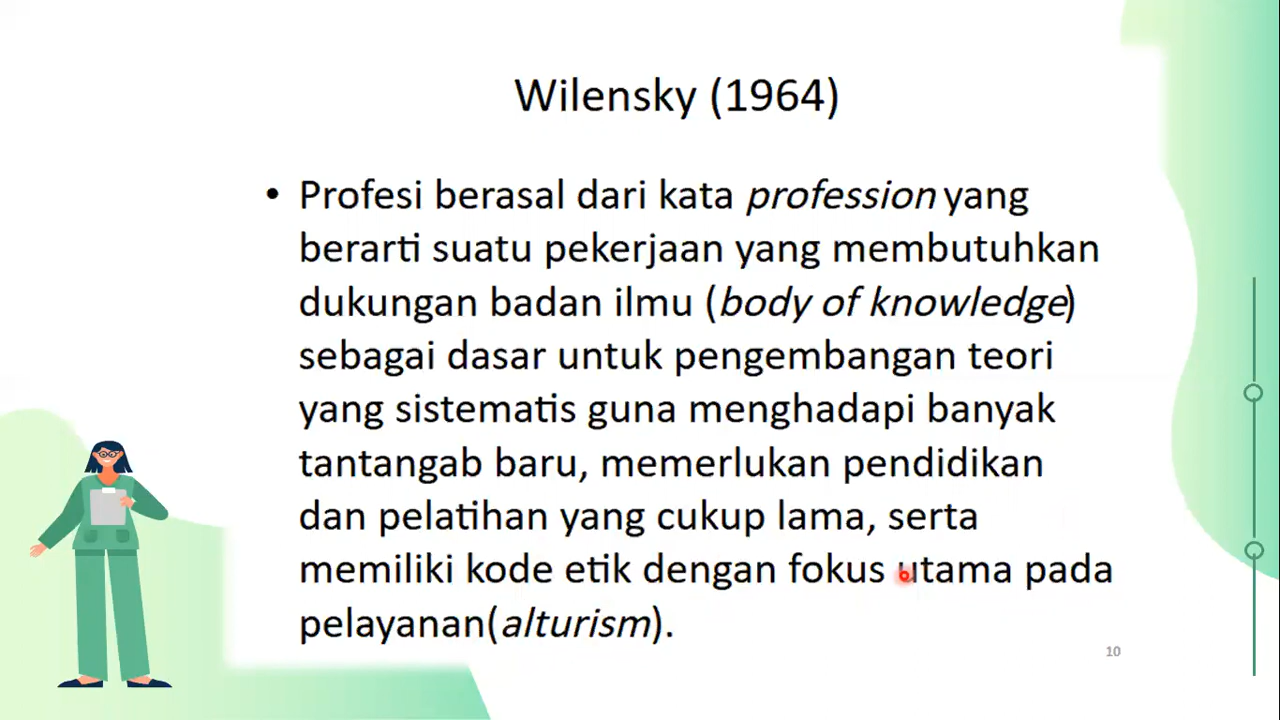 Wilensky (1964)
• Profesi berasal dari kata profession yang
berarti suatu pekerjaan yang membutuhkan
dukungan badan ilmu (body of knowledge)
sebagai dasar untuk pengembangan teori
yang sistematis guna menghadapi banyak
tantangab baru, memerlukan pendidikan
dan pelatihan yang cukup lama, serta
memiliki kode etik dengan fokus utama pada
pelayanan(alturism).
10